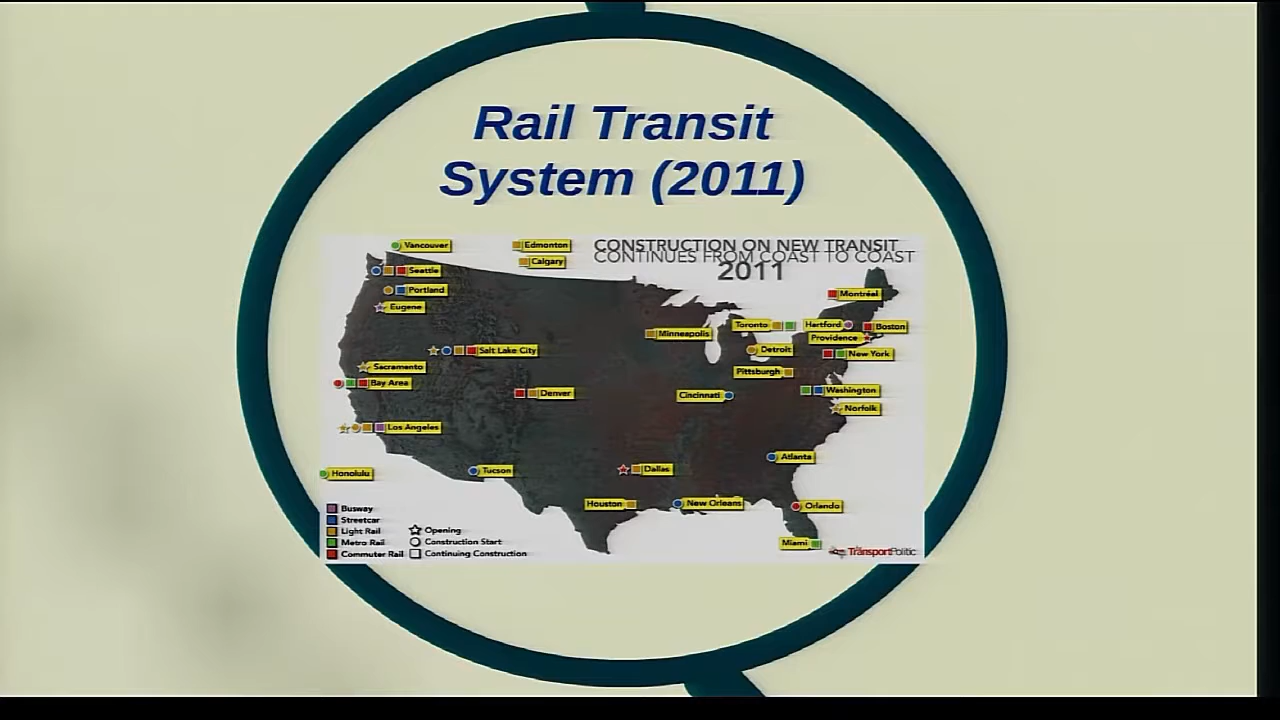 Rail Transit
System (2011)
CONSTRUCTION ON NEW TRANSIT
CONTINUES FROM COAST TO COAST
2011
Vancouver
Edmonton
Calgary
Seattle
Portland
Eugene
Montréal
Minneapolis
Toronto
Hartford
Boston
Providence
Salt Lake City
Detroit
New York
Sacramento
Bay Area
Pittsburgh
Denver
Cincinnati
Washington
Norfolk
Los Angeles
Atlanta
Honolulu
Tucson
Dallas
Houston
New Orleans
Orlando
Miami
Busway
Streetcar
Light Rail
Metro Rail
Commuter Rail
Opening
Construction Start
Continuing Construction
TransportPolitic